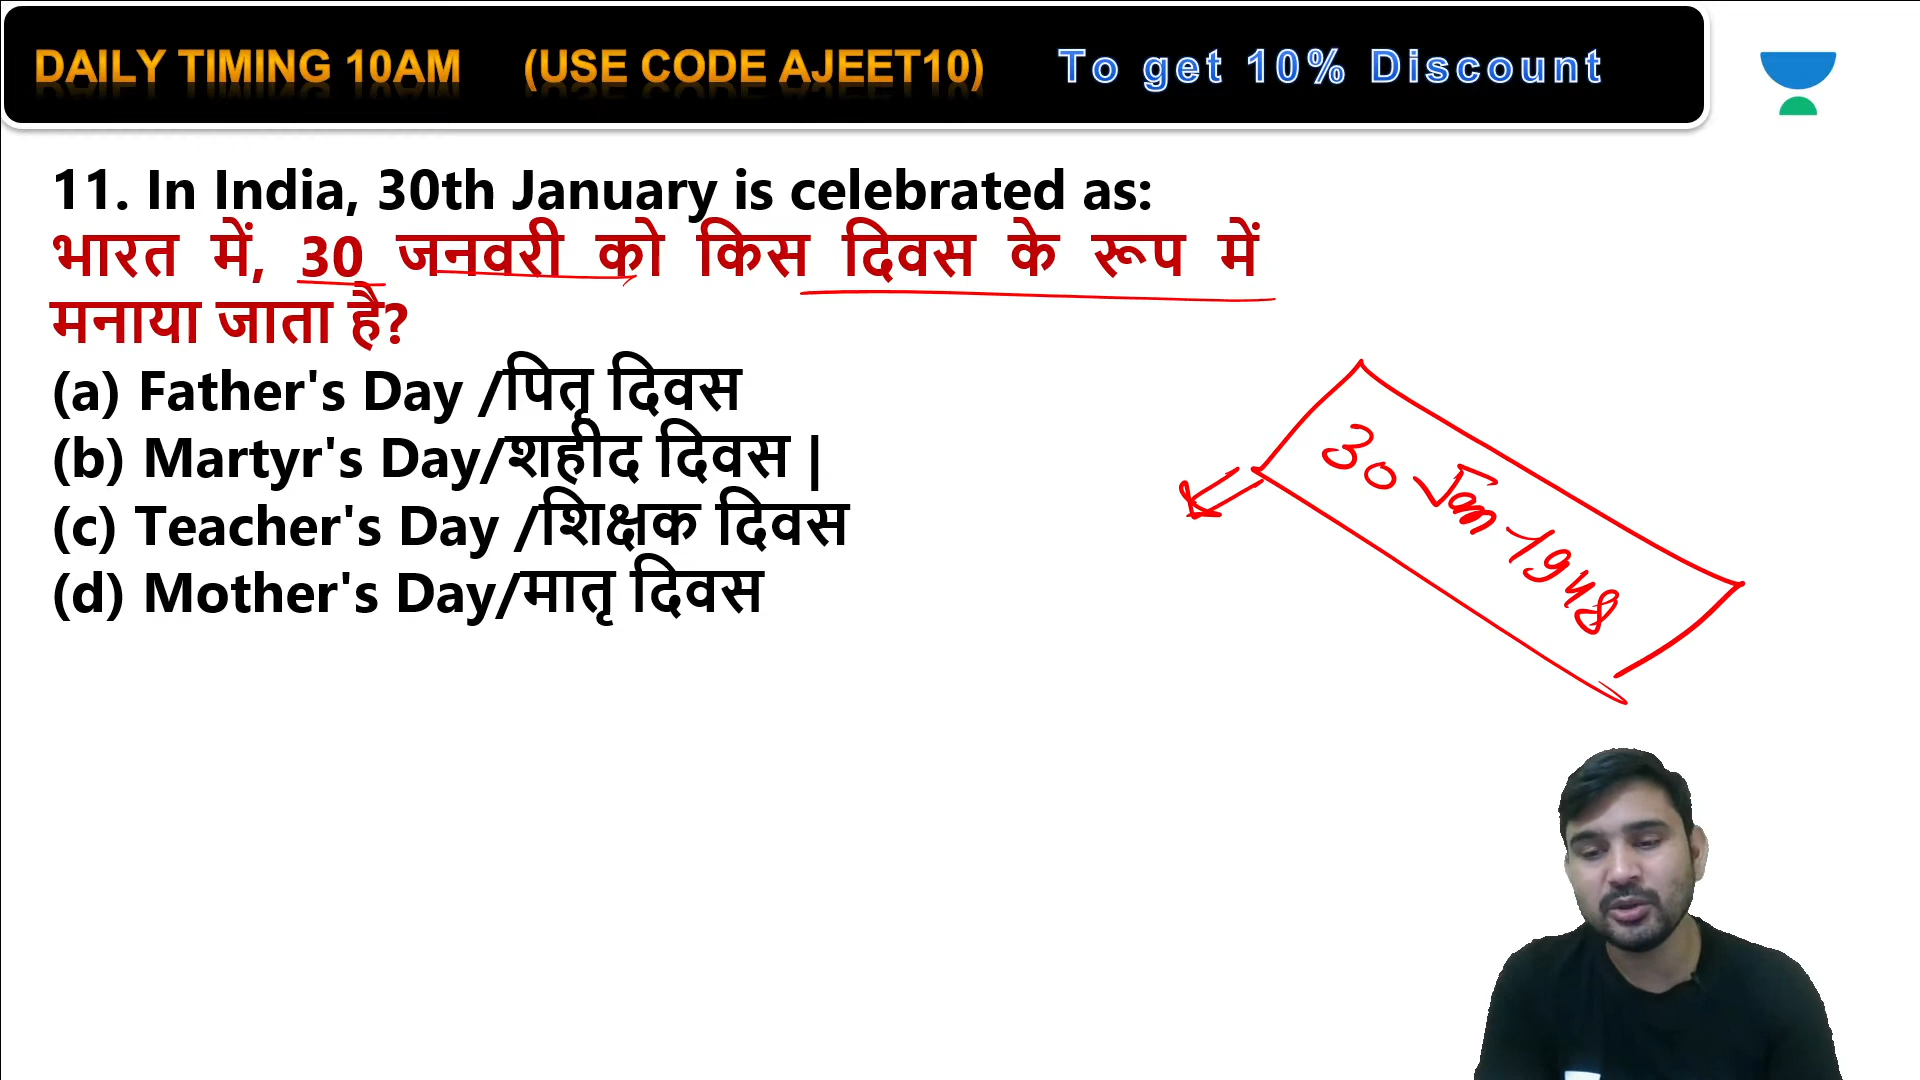 DAILY TIMING 10AM (USE CODE AJEET10) To get 10% Discount
11. In India, 30th January is celebrated as:
भारत में, 30 जनवरी को किस दिवस के रूप में
मनाया जाता है?
(a) Father's Day /पितृ दिवस
(b) Martyr's Day/शहीद दिवस |
(c) Teacher's Day /शिक्षक दिवस
(d) Mother's Day/मातृ दिवस
30 Jan-1948